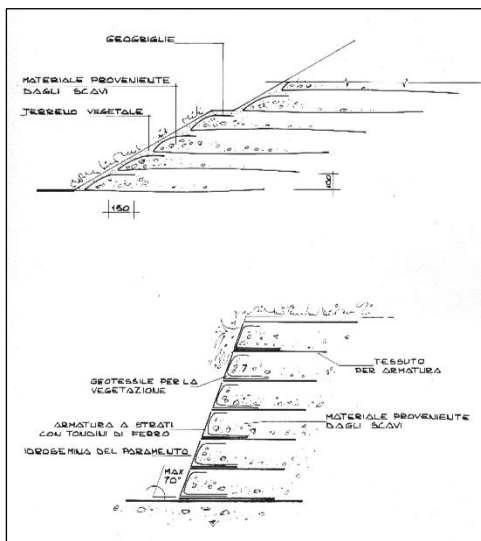 GEOGRIGLIE
MATERIALE PROVENIENTE
DAGLI SCAVI
TERRENO VEGETALE
100
150
TESSUTO
PER ARMATURA
GEOTESSILE PER LA
VEGETAZIONE
MATERIALE PROVENIENTE
DAGLI SCAVI
ARMATURA A STRATI
CON TONDINI DI FERRO
IDROSEMINA DEL PARAMENTO
MAX
70°